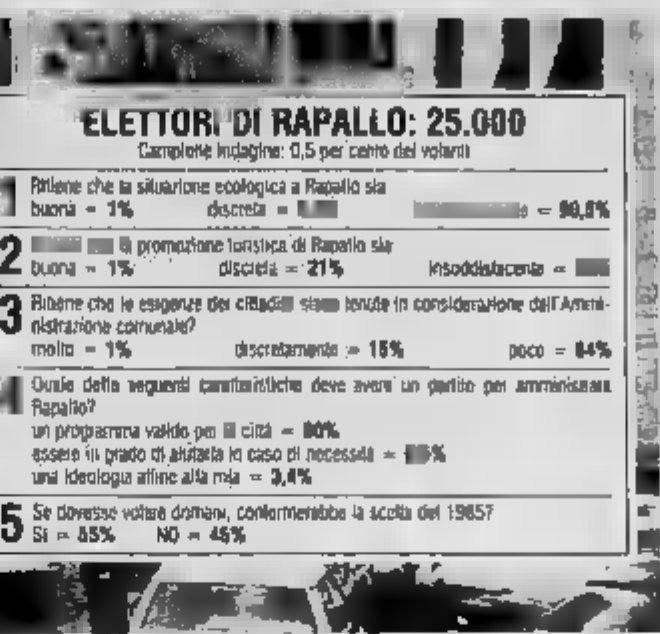 ELETTORI DI RAPALLO: 25.000
Campione indagine: 0,5 per cento dei votanti
1 Ritiene che la situazione ecologica a Rapallo sia
buona = 1% discreta = =
2 promozione turistica di Rapallo sia
buona = 1% discreta = 21% insoddisfacente =
3 Ritiene che le esigenze dei cittadini siano tenute in considerazione dall'Ammi-
nistrazione comunale?
molto = 1% discretamente = 15% poco = 84%
Quale delle seguenti caratteristiche deve avere un partito per amministrare
Rapallo?
un programma valido per città =
essere in grado di aiutarla in caso di necessità =
una ideologia affine alla mia = 3,4%
5 Se dovesse votare domani, confermerebbe la scelta del 1985?
Sì = 55% NO = 45%